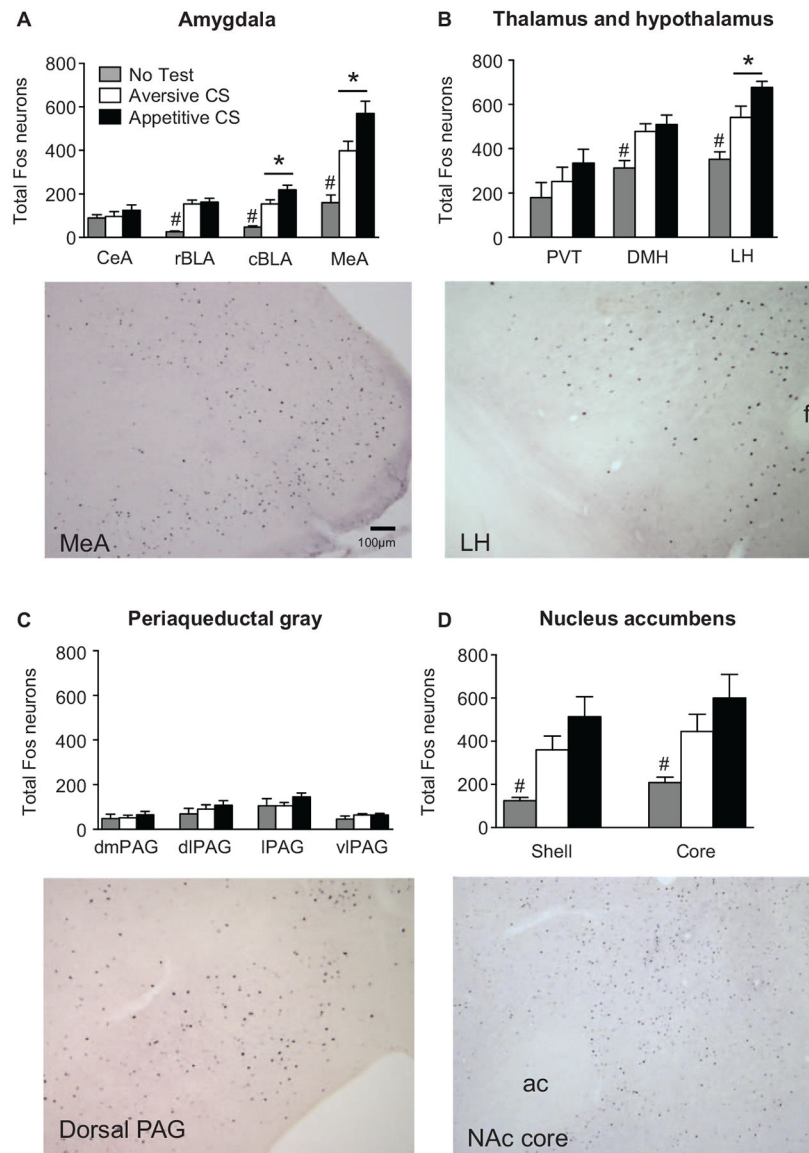 A
Amygdala
Total Fos neurons
800
600
400
200
0
No Test
Aversive CS
Appetitive CS
#
#
*
#
*
CeA
rBLA
cBLA
MeA
MeA
100µm
B
Thalamus and hypothalamus
Total Fos neurons
800
600
400
200
0
#
#
*
PVT
DMH
LH
LH
f
C
Periaqueductal gray
Total Fos neurons
800
600
400
200
0
dmPAG
dlPAG
lPAG
vlPAG
Dorsal PAG
D
Nucleus accumbens
Total Fos neurons
800
600
400
200
0
#
#
Shell
Core
ac
NAc core